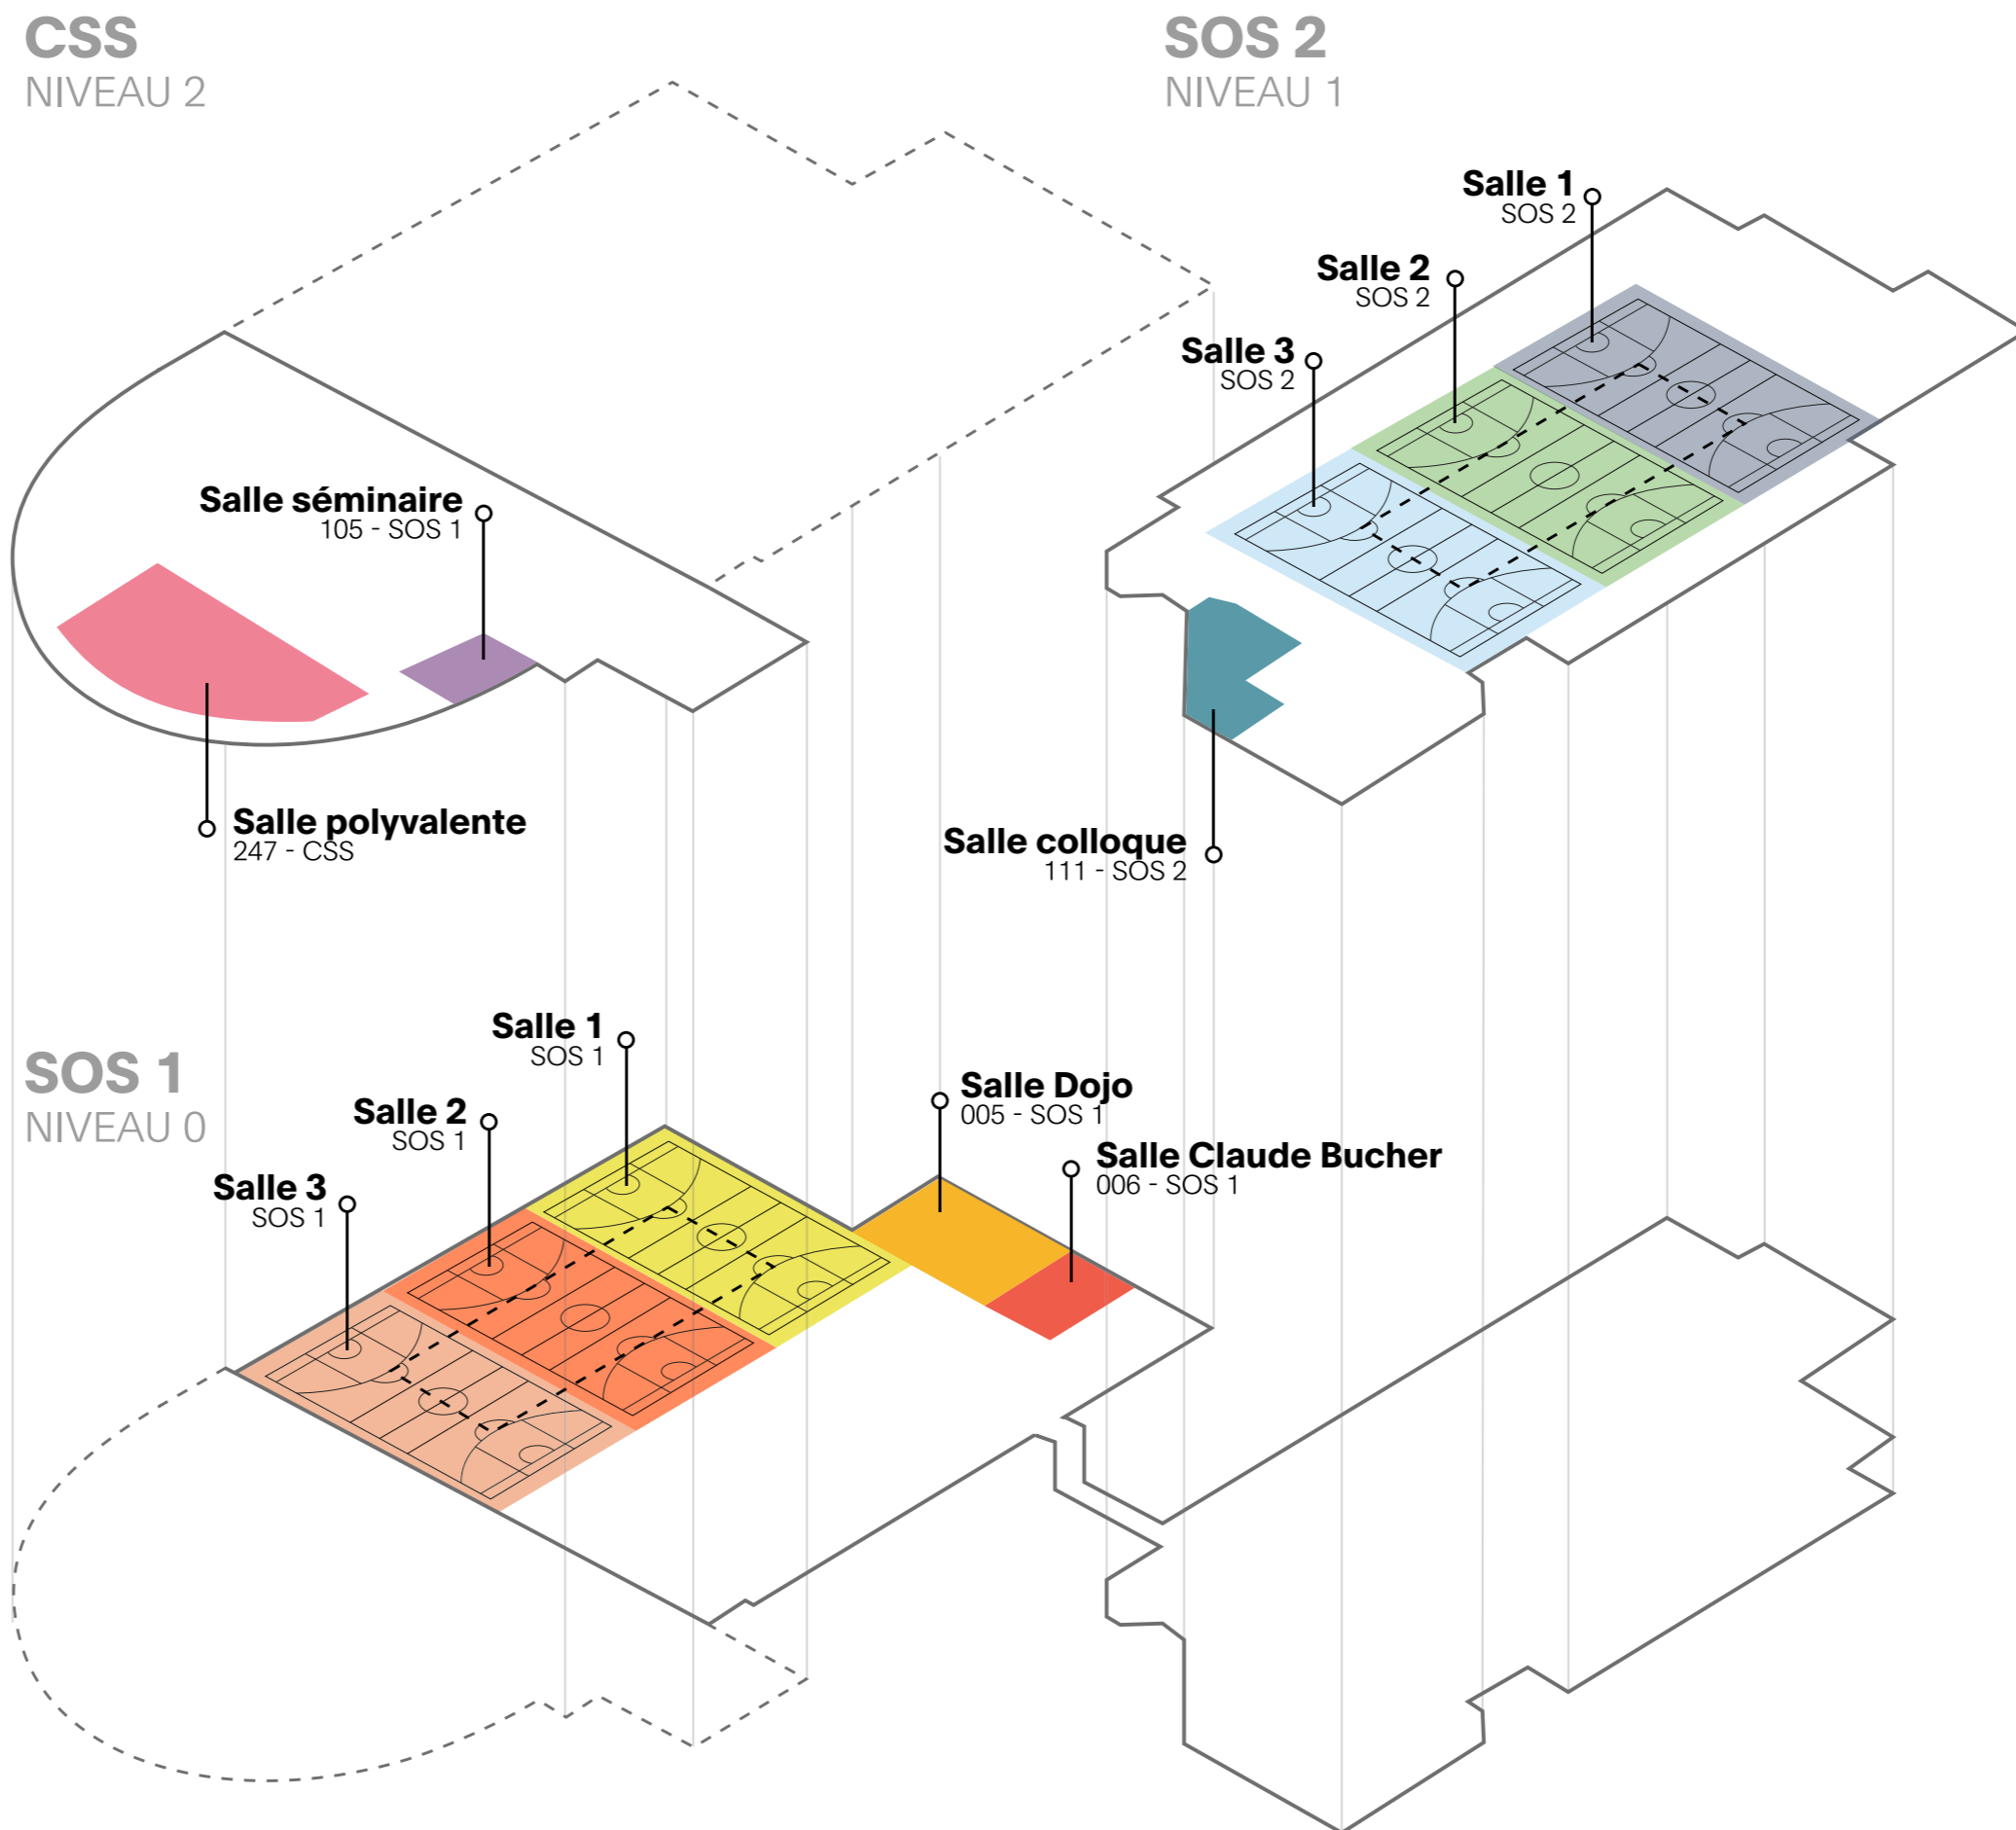 CSS
NIVEAU 2
SOS 2
NIVEAU 1
Salle 1
SOS 2
Salle 2
SOS 2
Salle 3
SOS 2
Salle séminaire
105 - SOS 1
Salle polyvalente
247 - CSS
Salle colloque
111 - SOS 2
SOS 1
NIVEAU 0
Salle 1
SOS 1
Salle 2
SOS 1
Salle 3
SOS 1
Salle Dojo
005 - SOS 1
Salle Claude Bucher
006 - SOS 1